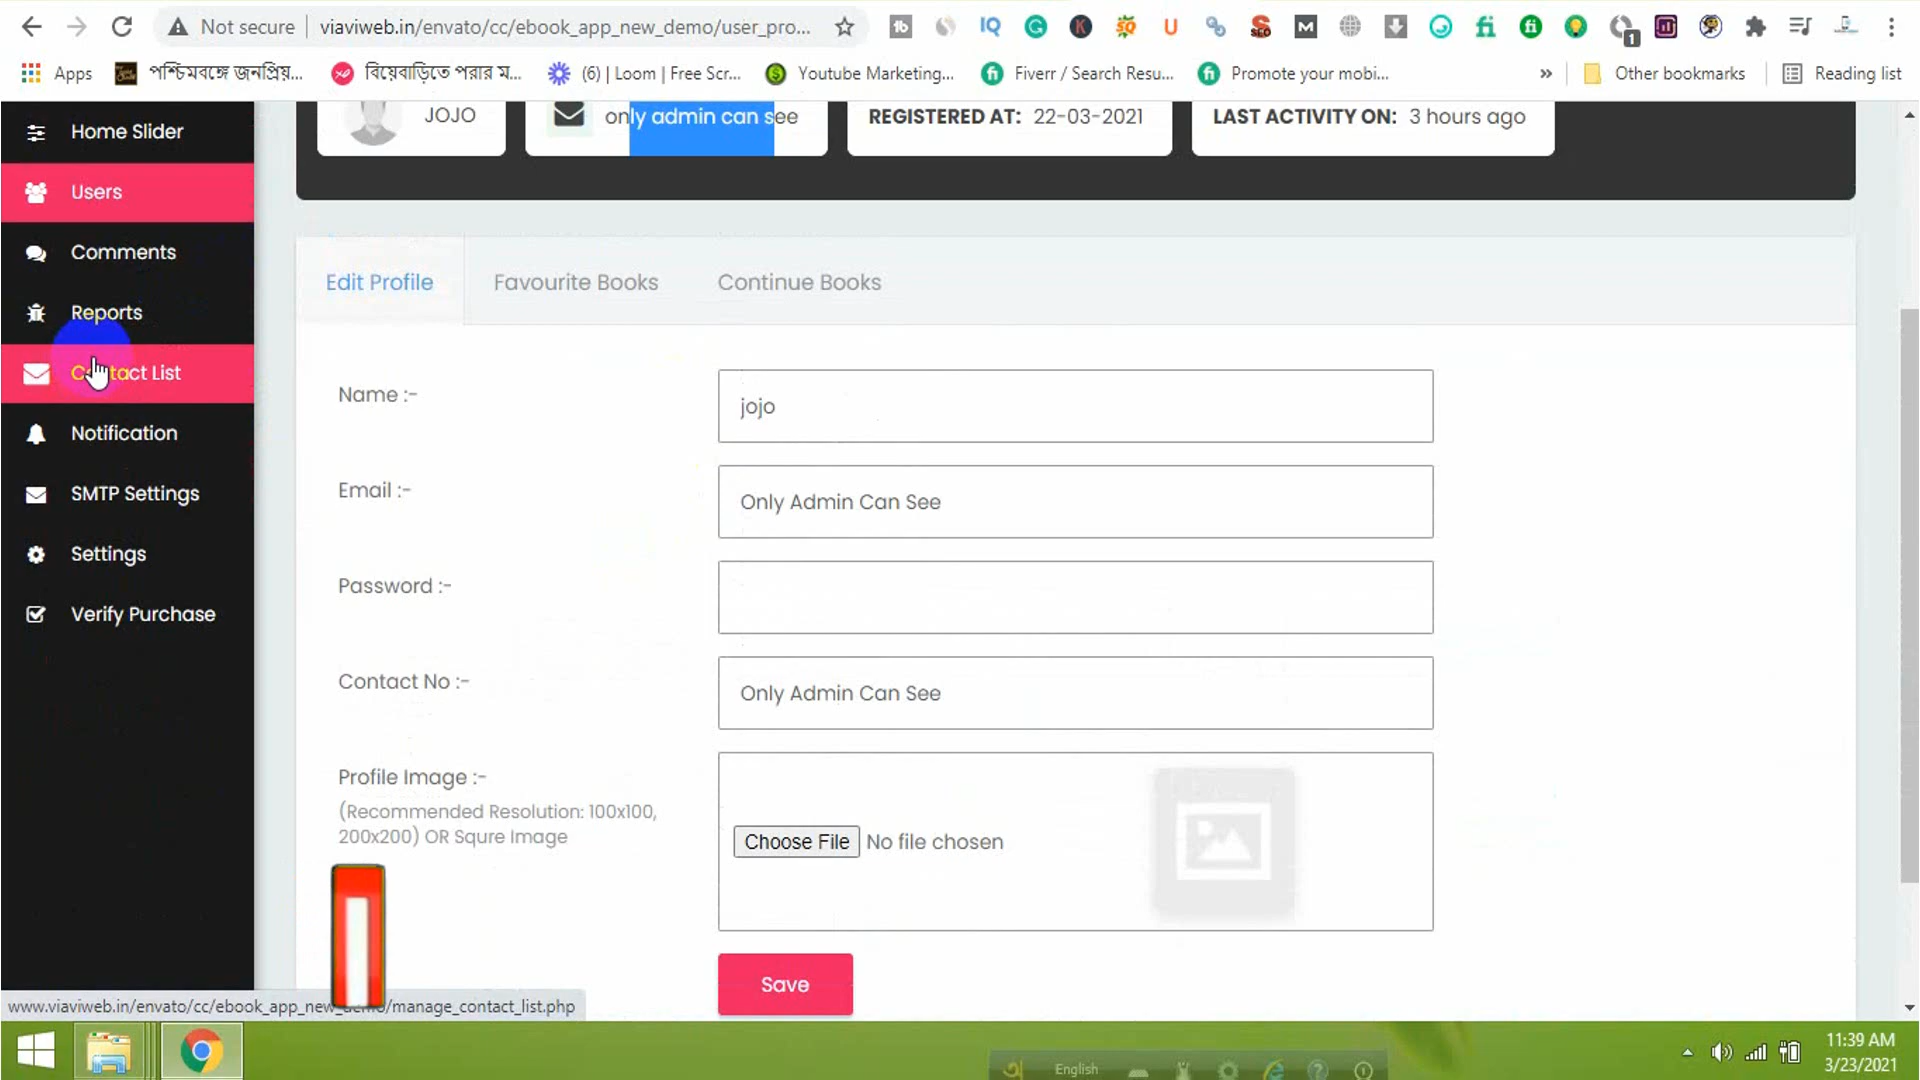 Not secure viaviweb.in/envato/cc/ebook_app_new_demo/user_pro...
Apps পশ্চিমবঙ্গে জনপ্রিয়... বিয়েবাড়িতে পরার ম... (6) | Loom | Free Scr... Youtube Marketing... Fiverr / Search Resu... Promote your mobi... » Other bookmarks Reading list
Home Slider
Users
Comments
Reports
Contact List
Notification
SMTP Settings
Settings
Verify Purchase
JOJO only admin can see REGISTERED AT: 22-03-2021 LAST ACTIVITY ON: 3 hours ago
Edit Profile Favourite Books Continue Books
Name :- jojo
Email :- Only Admin Can See
Password :-
Contact No :- Only Admin Can See
Profile Image :-
(Recommended Resolution: 100x100,
200x200) OR Squre Image
Choose File No file chosen
Save
www.viaviweb.in/envato/cc/ebook_app_new_demo/manage_contact_list.php
English
11:39 AM
3/23/2021